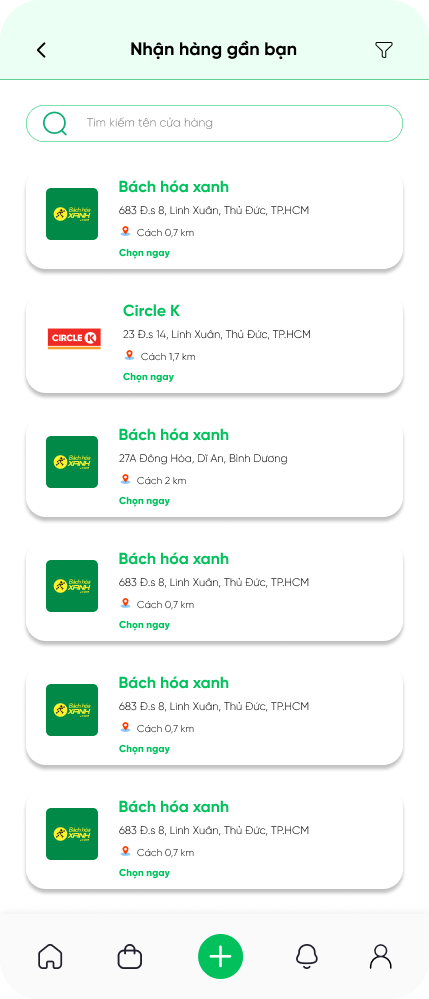 Nhận hàng gần bạn
Tìm kiếm tên cửa hàng
Bách hóa xanh
Bách hóa
XANH
.com
683 Đ.s 8, Linh Xuân, Thủ Đức, TP.HCM
Cách 0,7 km
Chọn ngay
Circle K
CIRCLE K
23 Đ.s 14, Linh Xuân, Thủ Đức, TP.HCM
Cách 1,7 km
Chọn ngay
Bách hóa xanh
Bách hóa
XANH
.com
27A Đông Hòa, Dĩ An, Bình Dương
Cách 2 km
Chọn ngay
Bách hóa xanh
Bách hóa
XANH
.com
683 Đ.s 8, Linh Xuân, Thủ Đức, TP.HCM
Cách 0,7 km
Chọn ngay
Bách hóa xanh
Bách hóa
XANH
.com
683 Đ.s 8, Linh Xuân, Thủ Đức, TP.HCM
Cách 0,7 km
Chọn ngay
Bách hóa xanh
Bách hóa
XANH
.com
683 Đ.s 8, Linh Xuân, Thủ Đức, TP.HCM
Cách 0,7 km
Chọn ngay